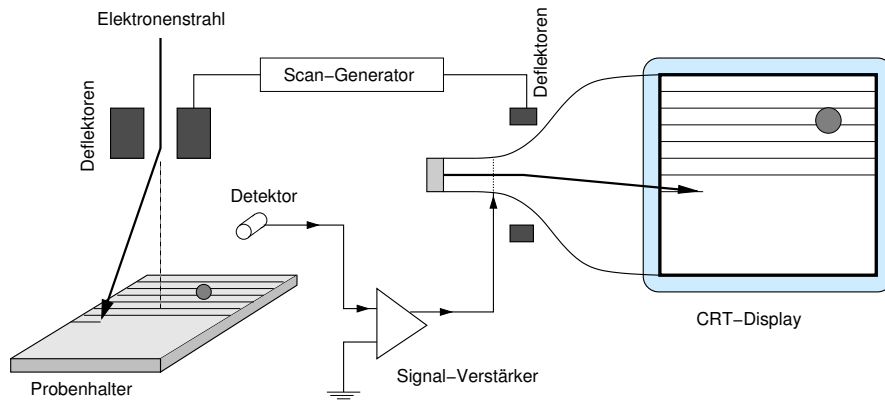 Elektronenstrahl
Deflektoren
Scan−Generator
Deflektoren
Detektor
CRT−Display
Signal−Verstärker
Probenhalter